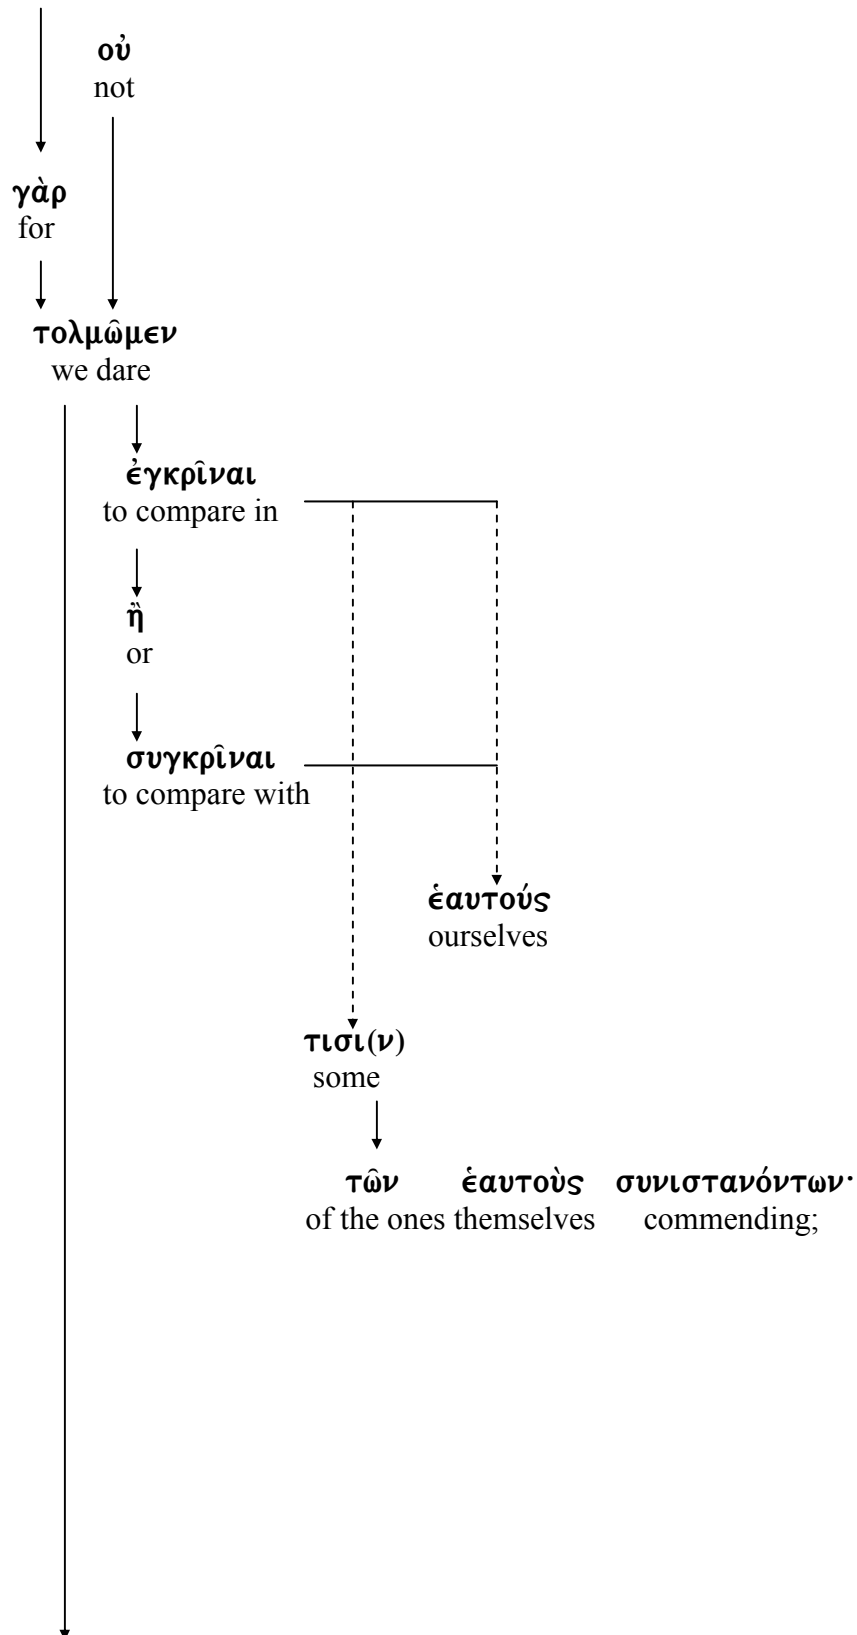 οὐ
not
γὰρ
for
τολμῶμεν
we dare
ἐγκρῖναι
to compare in
ἢ
or
συγκρῖναι
to compare with
ἑαυτούς
ourselves
τισι(ν)
some
τῶν ἑαυτοὺς συνιστανόντων·
of the ones themselves commending;